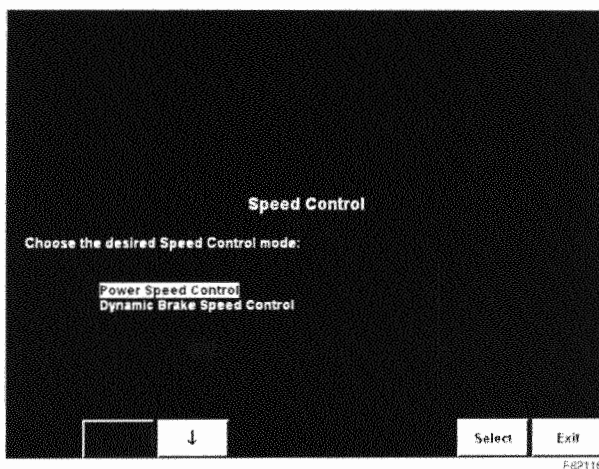 Speed Control
Choose the desired Speed Control mode:
Power Speed Control
Dynamic Brake Speed Control
↓ Select Exit